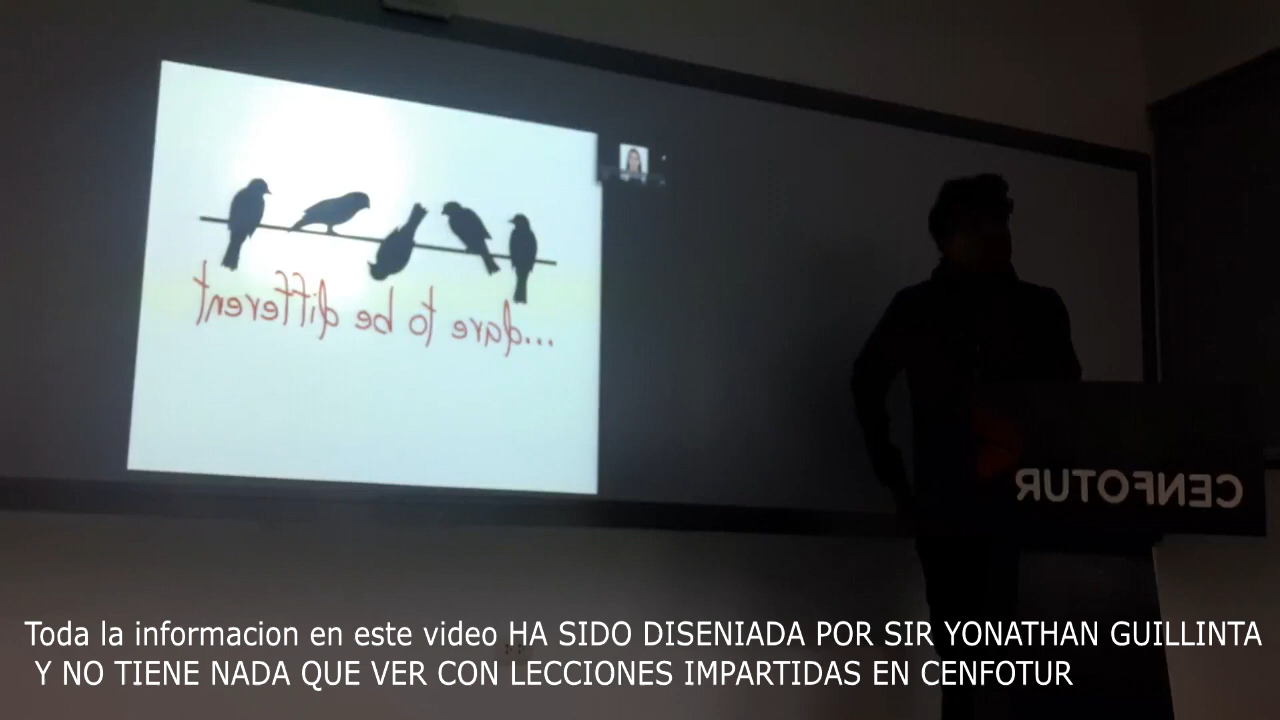 ...dare to be different
CENFOTUR
Toda la informacion en este video HA SIDO DISENIADA POR SIR YONATHAN GUILLINTA
Y NO TIENE NADA QUE VER CON LECCIONES IMPARTIDAS EN CENFOTUR